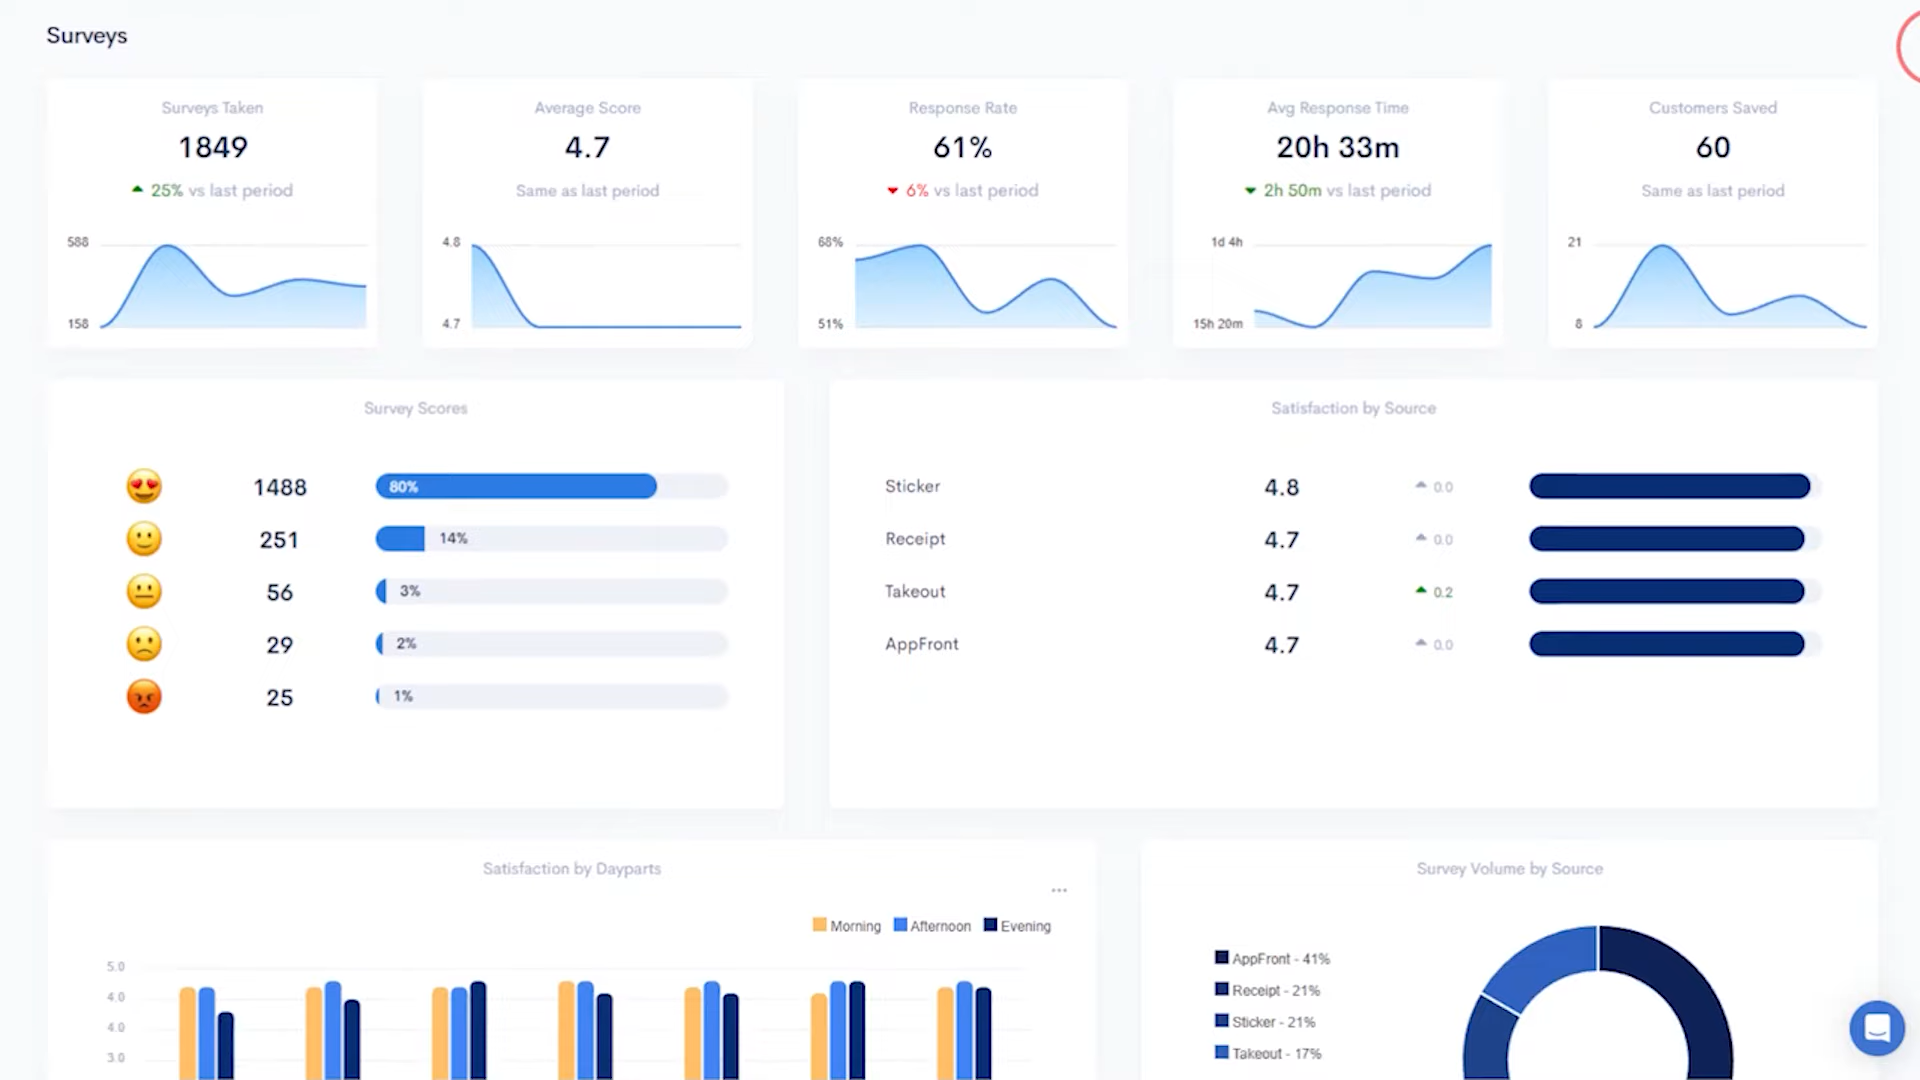 Surveys
Surveys Taken
1849
25% vs last period
588
158
Average Score
4.7
Same as last period
4.8
4.7
Response Rate
61%
6% vs last period
68%
51%
Avg Response Time
20h 33m
2h 50m vs last period
1d 4h
15h 20m
Customers Saved
60
Same as last period
21
8
Survey Scores
1488 80%
251 14%
56 3%
29 2%
25 1%
Satisfaction by Source
Sticker 4.8 0.0
Receipt 4.7 0.0
Takeout 4.7 0.2
AppFront 4.7 0.0
Satisfaction by Dayparts
...
Morning Afternoon Evening
5.0
4.0
4.0
3.0
Survey Volume by Source
AppFront - 41%
Receipt - 21%
Sticker - 21%
Takeout - 17%